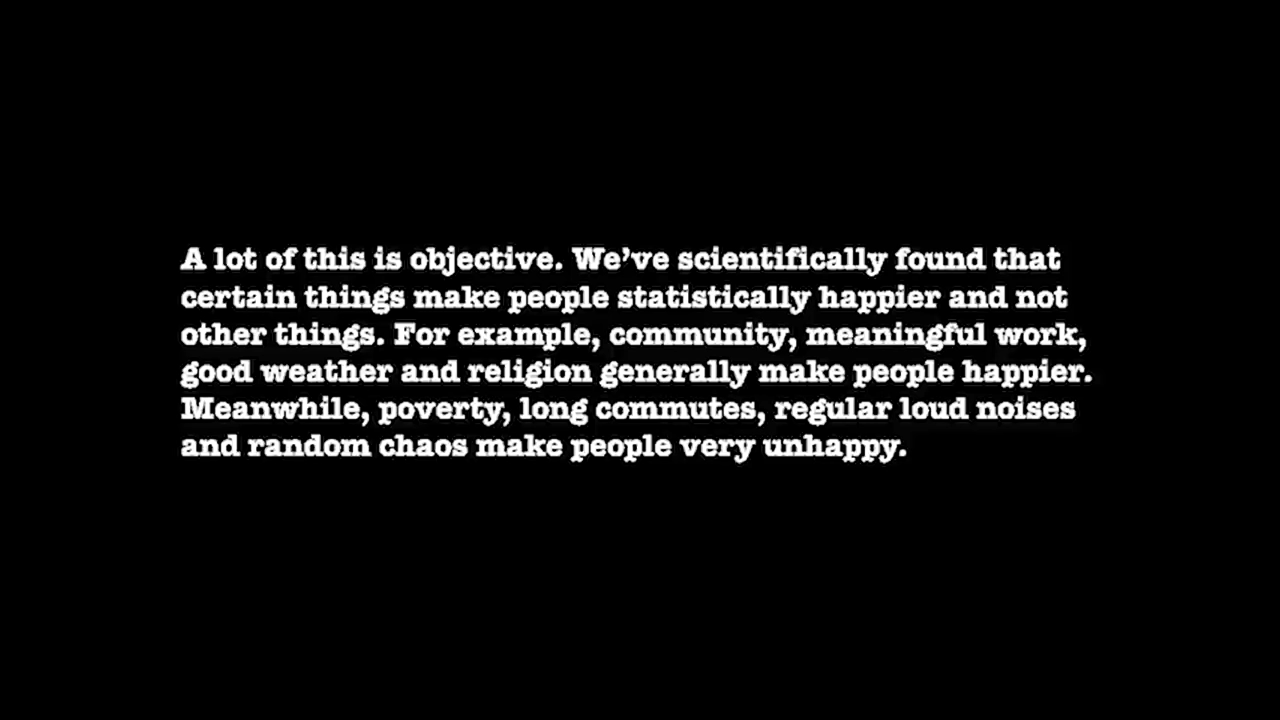 A lot of this is objective. We've scientifically found that
certain things make people statistically happier and not
other things. For example, community, meaningful work,
good weather and religion generally make people happier.
Meanwhile, poverty, long commutes, regular loud noises
and random chaos make people very unhappy.